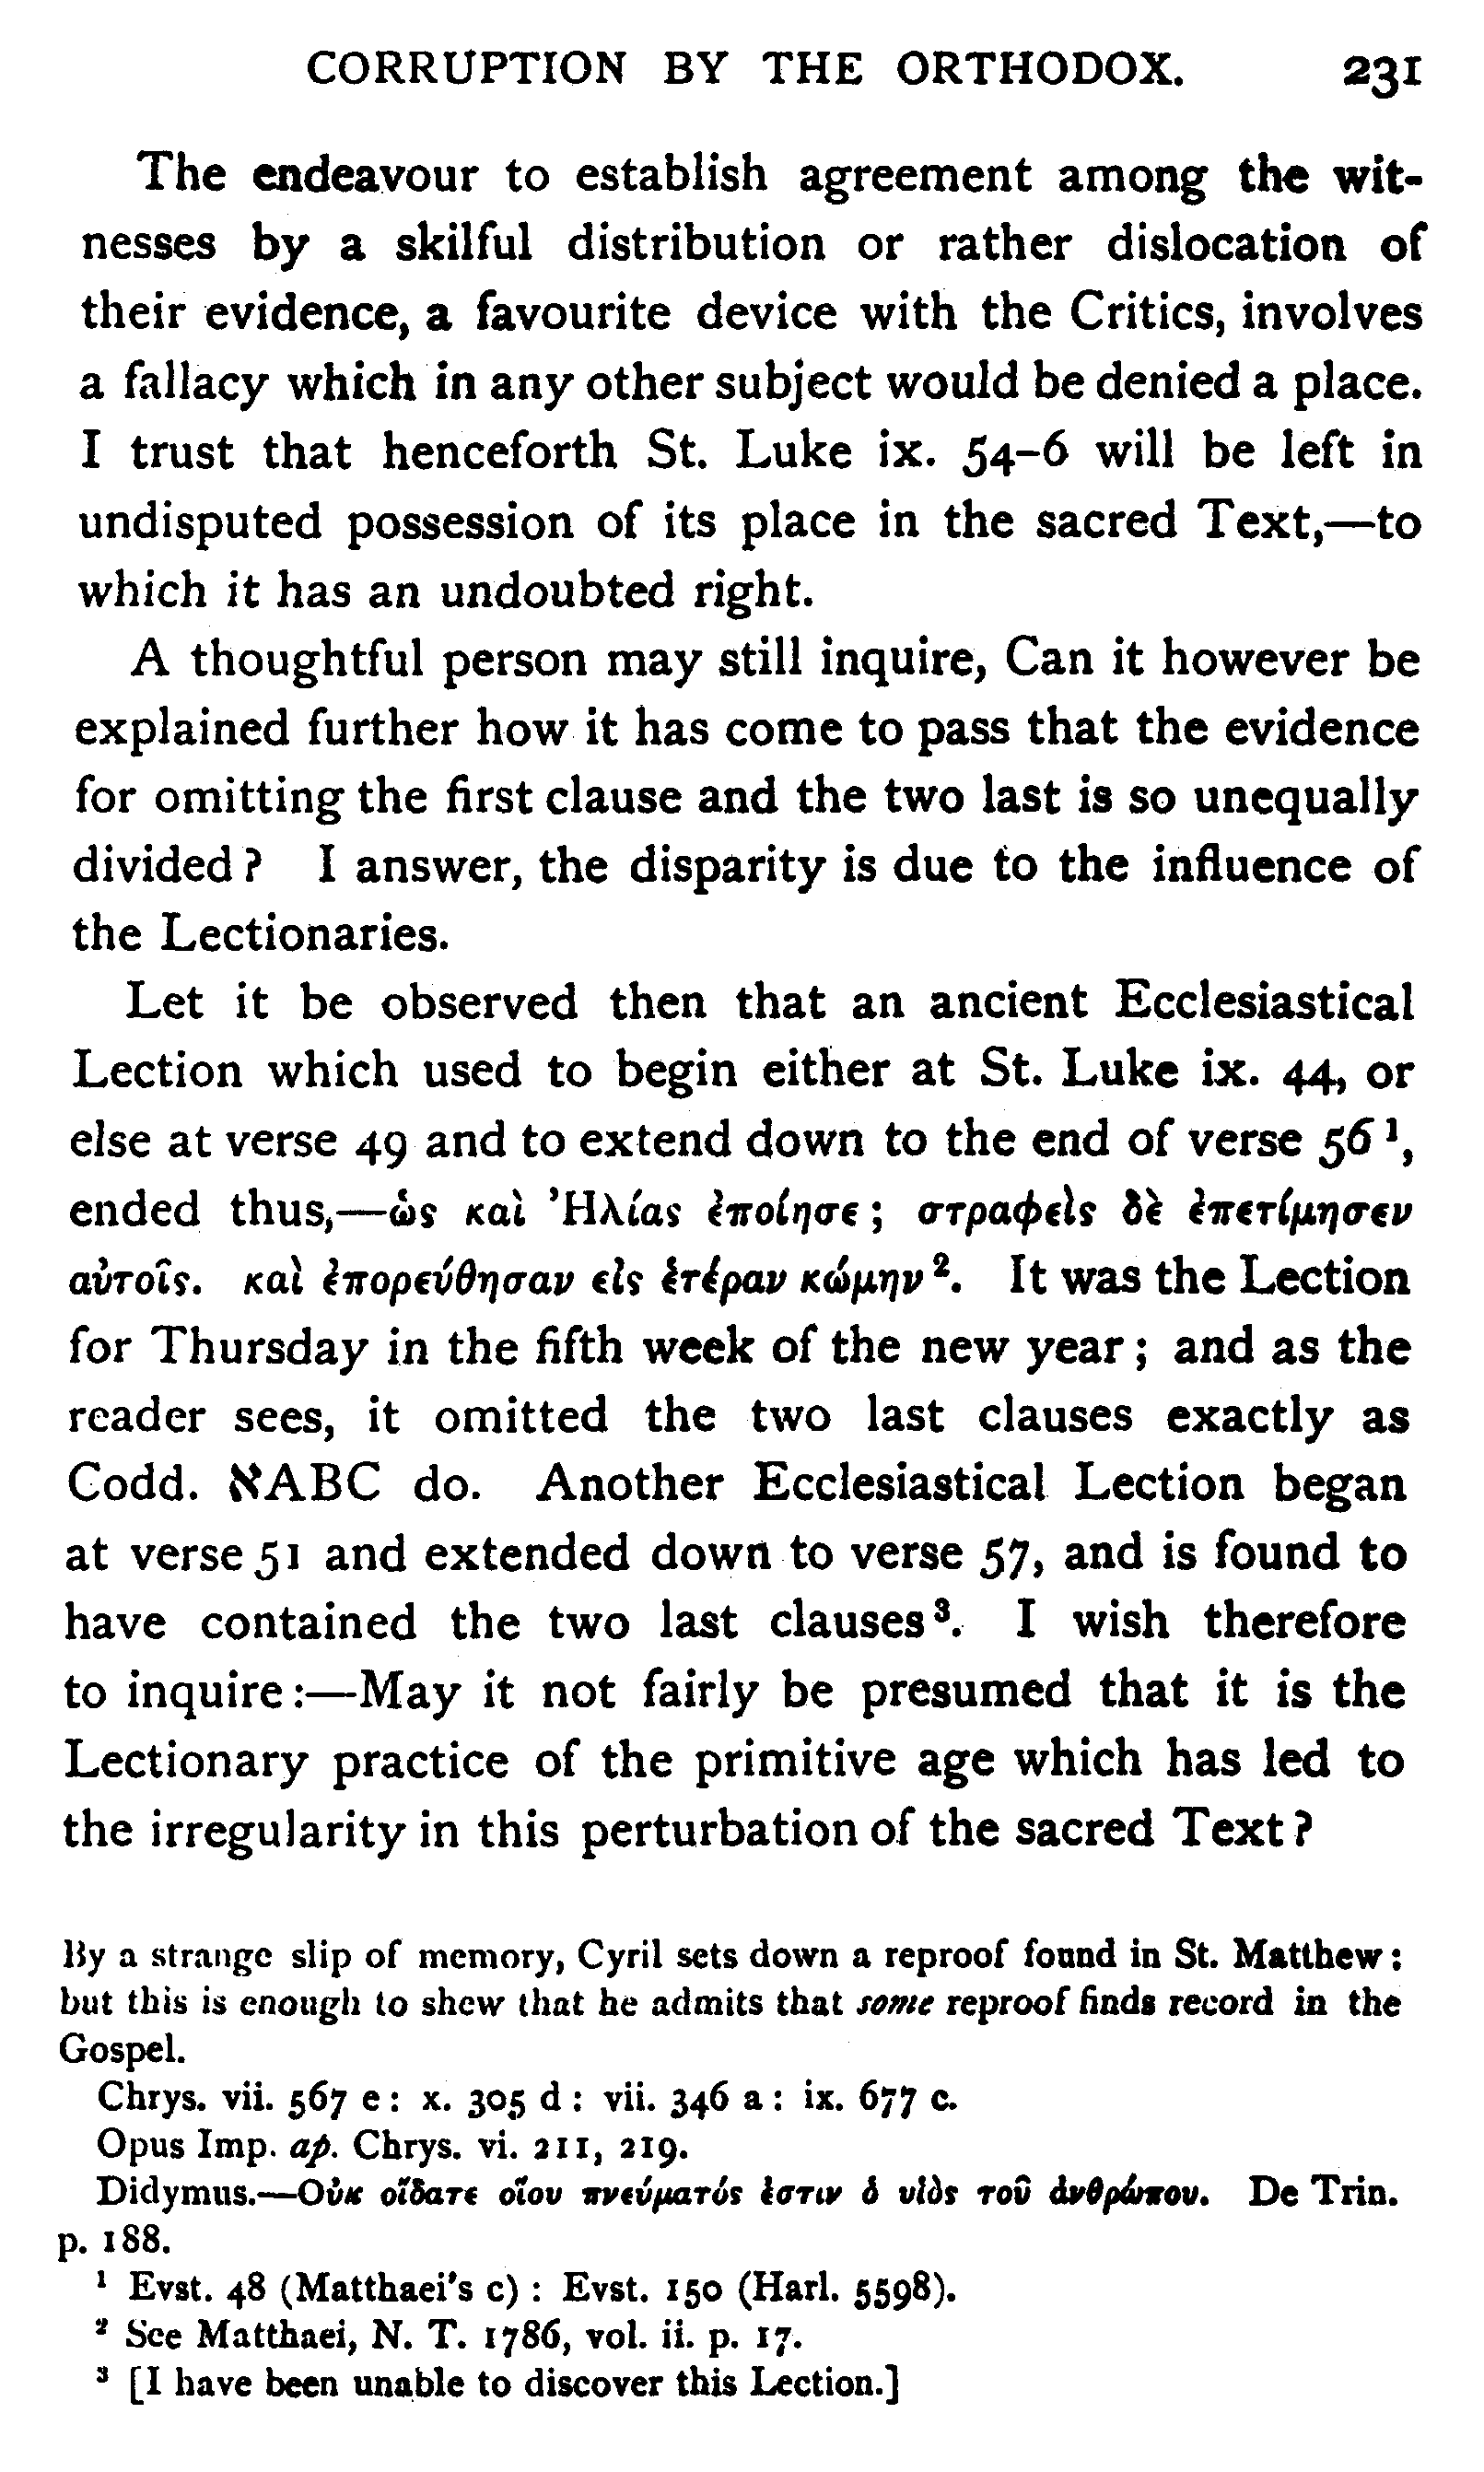 CORRUPTION BY THE ORTHODOX. 231
The endeavour to establish agreement among the wit-
nesses by a skilful distribution or rather dislocation of
their evidence, a favourite device with the Critics, involves
a fallacy which in any other subject would be denied a place.
I trust that henceforth St. Luke ix. 54-6 will be left in
undisputed possession of its place in the sacred Text,—to
which it has an undoubted right.
A thoughtful person may still inquire, Can it however be
explained further how it has come to pass that the evidence
for omitting the first clause and the two last is so unequally
divided? I answer, the disparity is due to the influence of
the Lectionaries.
Let it be observed then that an ancient Ecclesiastical
Lection which used to begin either at St. Luke ix. 44, or
else at verse 49 and to extend down to the end of verse 56 ¹,
ended thus,—ὡς καὶ Ἠλίας ἐποίησε; στραφεὶς δὲ ἐπετίμησεν
αὐτοῖς. καὶ ἐπορεύθησαν εἰς ἑτέραν κώμην ². It was the Lection
for Thursday in the fifth week of the new year; and as the
reader sees, it omitted the two last clauses exactly as
Codd. אABC do. Another Ecclesiastical Lection began
at verse 51 and extended down to verse 57, and is found to
have contained the two last clauses ³. I wish therefore
to inquire:—May it not fairly be presumed that it is the
Lectionary practice of the primitive age which has led to
the irregularity in this perturbation of the sacred Text?
By a strange slip of memory, Cyril sets down a reproof found in St. Matthew:
but this is enough to shew that he admits that some reproof finds record in the
Gospel.
Chrys. vii. 567 e: x. 305 d: vii. 346 a: ix. 677 c.
Opus Imp. ap. Chrys. vi. 211, 219.
Didymus.—Οὐκ οἴδατε οἵου πνεύματός ἐστιν ὁ υἱὸς τοῦ ἀνθρώπου. De Trin.
p. 188.
¹ Evst. 48 (Matthaei's c): Evst. 150 (Harl. 5598).
² See Matthaei, N. T. 1786, vol. ii. p. 17.
³ [I have been unable to discover this Lection.]